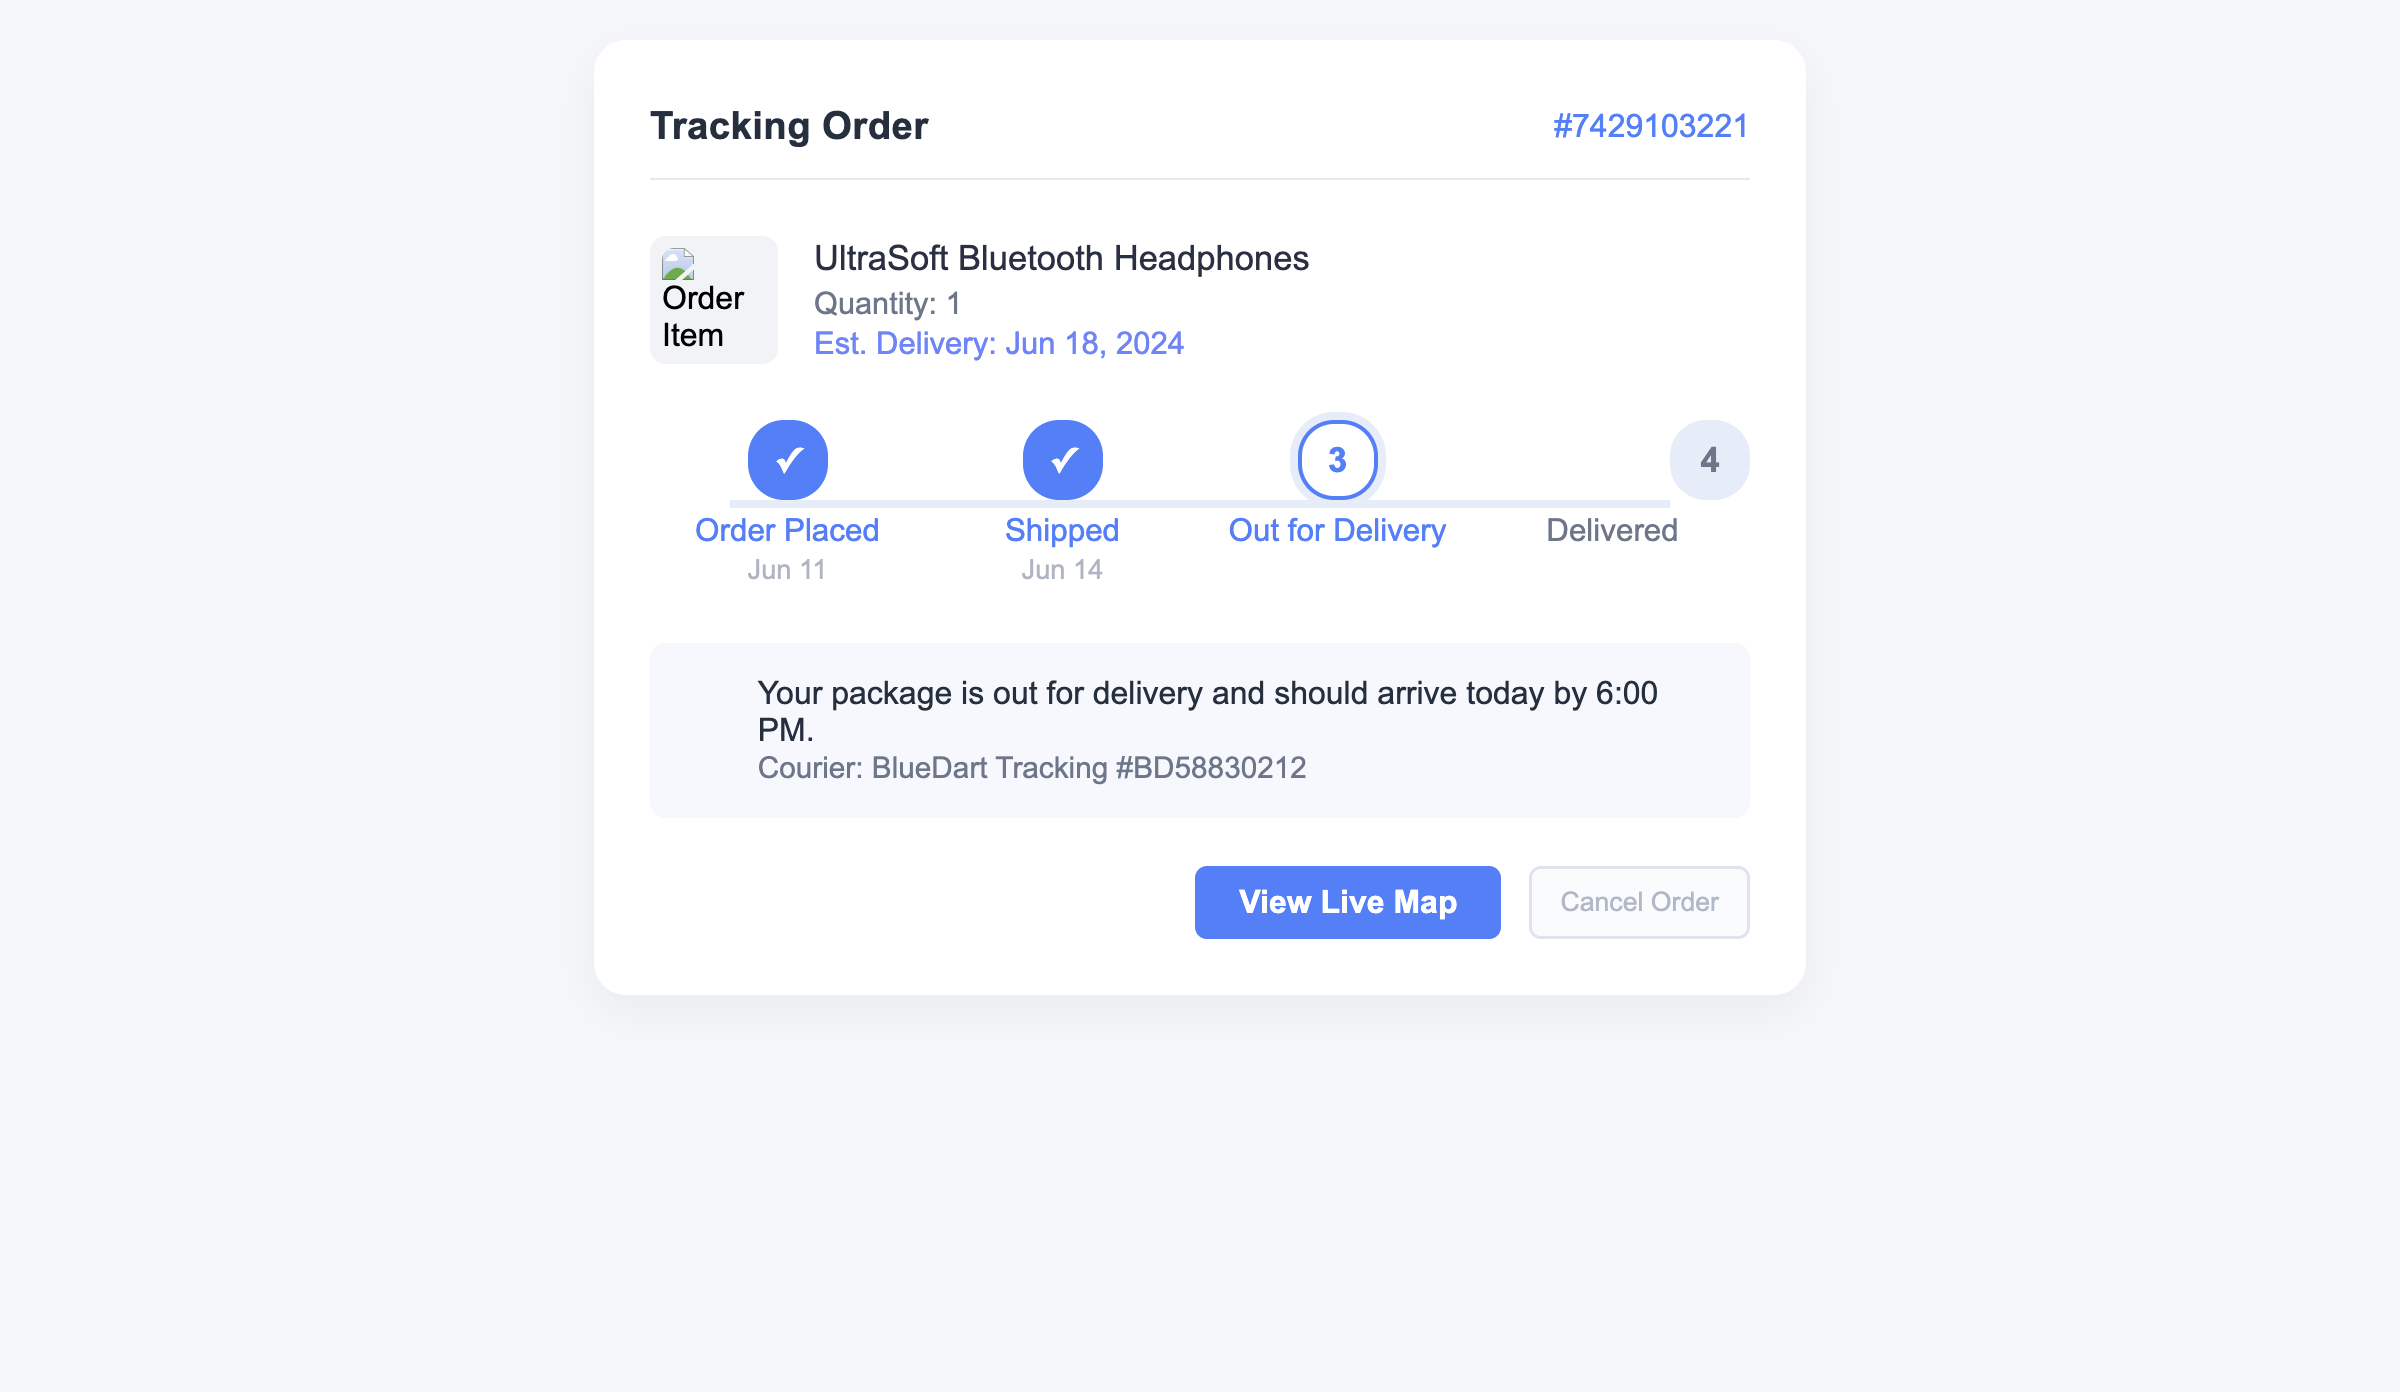 Tracking Order
#7429103221
Order
Item
UltraSoft Bluetooth Headphones
Quantity: 1
Est. Delivery: Jun 18, 2024
✓
✓
3
4
Order Placed
Shipped
Out for Delivery
Delivered
Jun 11
Jun 14
Your package is out for delivery and should arrive today by 6:00
PM.
Courier: BlueDart Tracking #BD58830212
View Live Map
Cancel Order